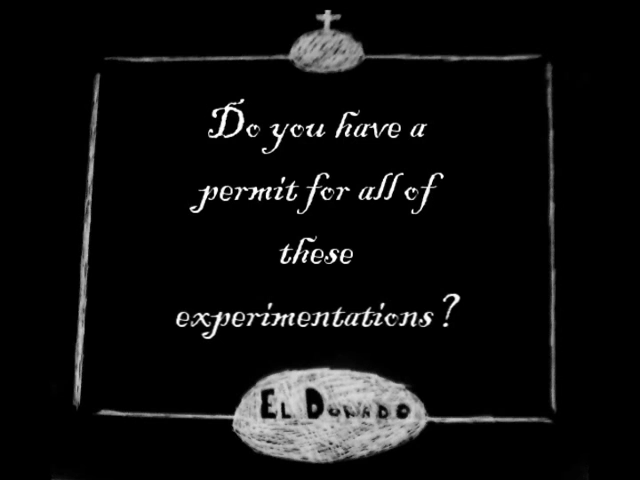 Do you have a
permit for all of
these
experimentations?
EL DORADO